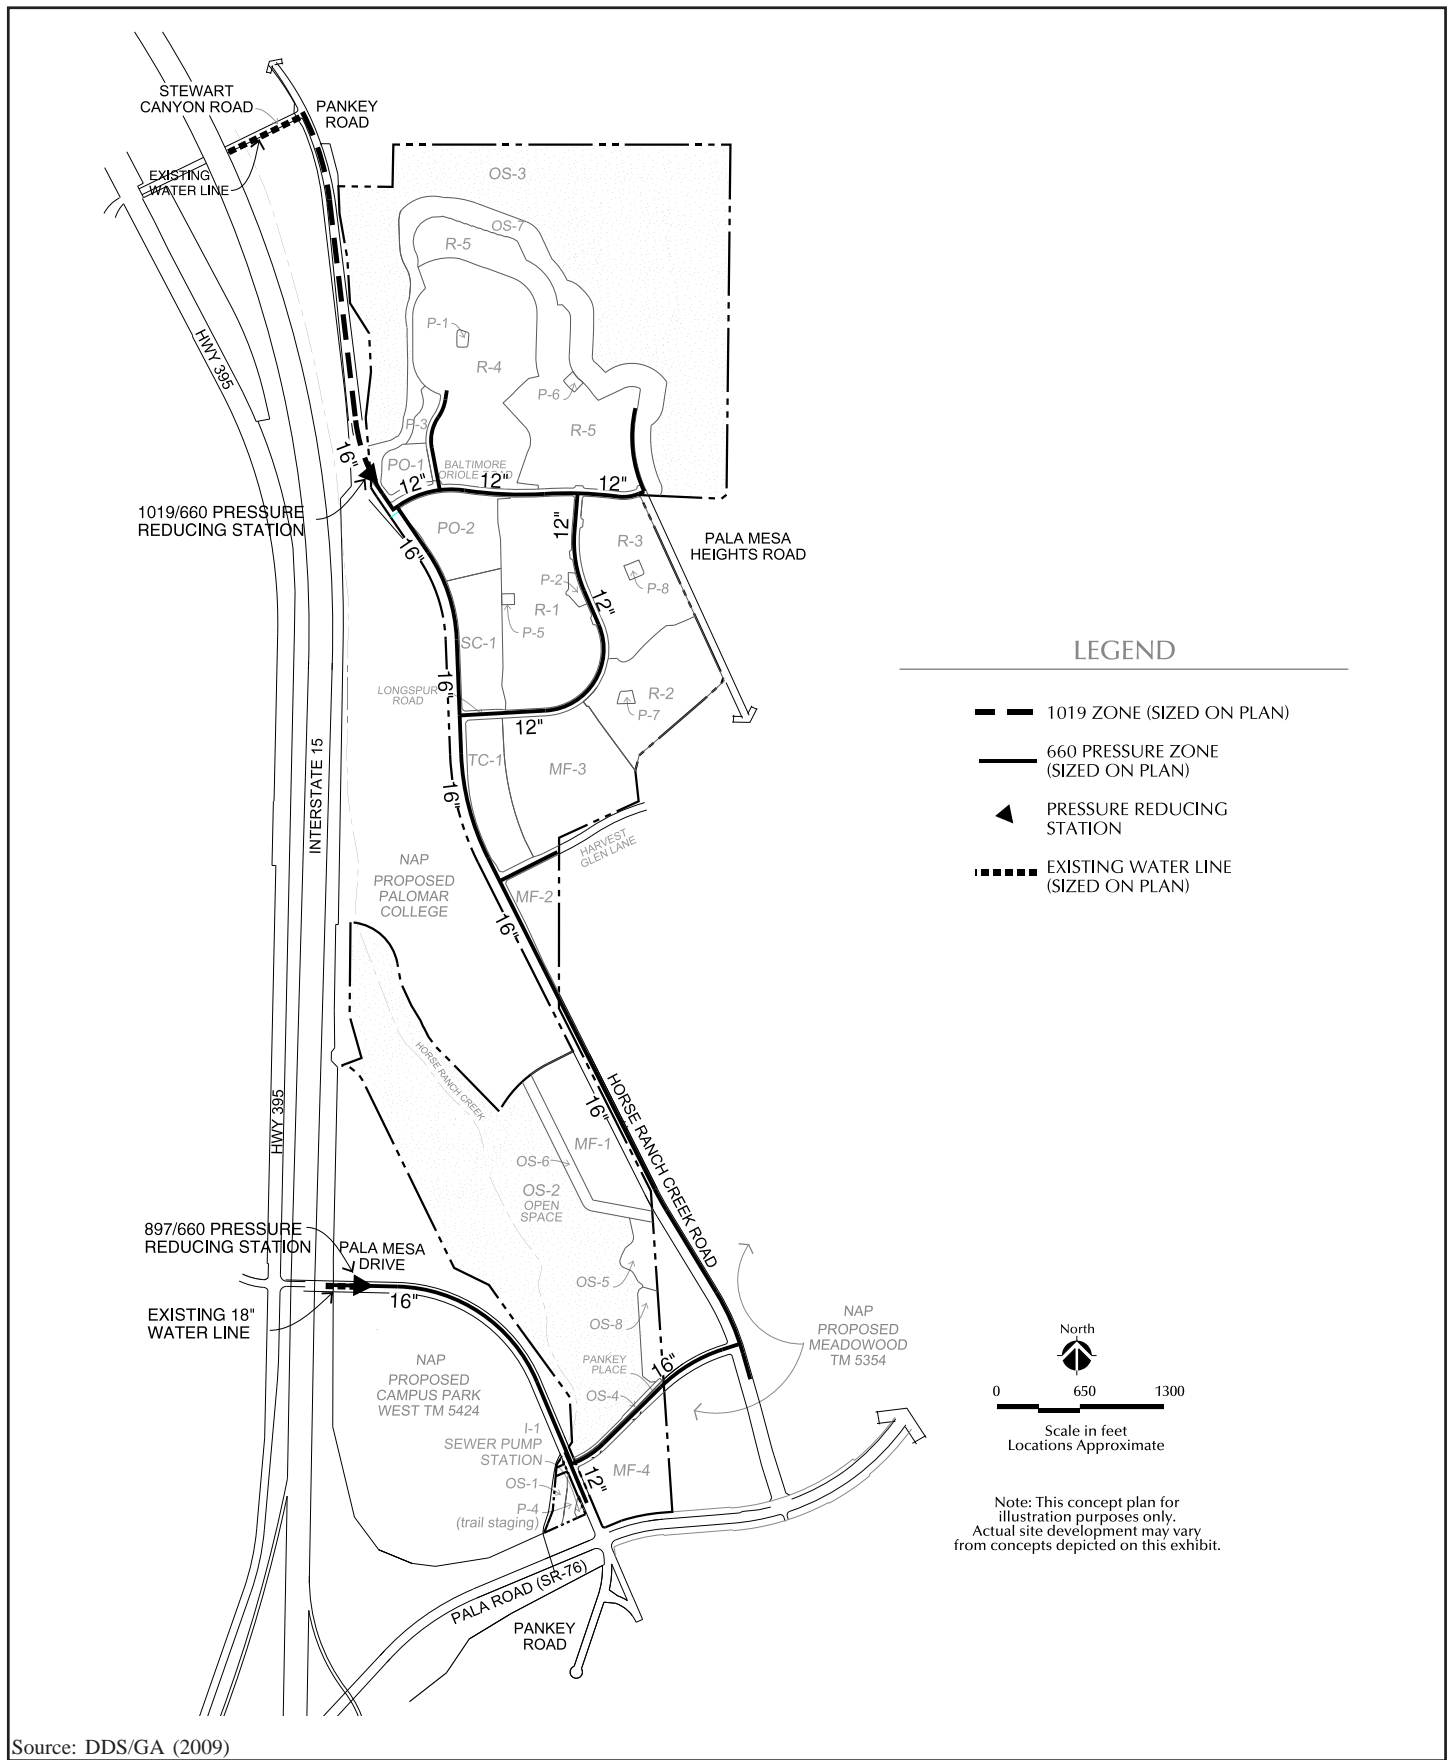 STEWART
CANYON ROAD
PANKEY
ROAD
EXISTING
WATER LINE
OS-3
OS-7
R-5
HWY 395
P-1
R-4
P-6
R-5
P-3
16"
PO-1
BALTIMORE
12"
12"
12"
1019/660 PRESSURE
REDUCING STATION
PO-2
12"
16"
R-3
PALA MESA
HEIGHTS ROAD
P-2
P-8
12"
R-1
P-5
SC-1
16"
LONGSPUR
ROAD
R-2
P-7
12"
TC-1
MF-3
16"
INTERSTATE 15
HARVEST
GLEN LANE
NAP
PROPOSED
PALOMAR
COLLEGE
MF-2
16"
LEGEND
1019 ZONE (SIZED ON PLAN)
660 PRESSURE ZONE
(SIZED ON PLAN)
PRESSURE REDUCING
STATION
EXISTING WATER LINE
(SIZED ON PLAN)
HORSE RANCH CREEK
HORSE RANCH CREEK ROAD
16"
HWY 395
MF-1
OS-6
OS-2
OPEN
SPACE
897/660 PRESSURE
REDUCING STATION
PALA MESA
DRIVE
OS-5
16"
EXISTING 18"
WATER LINE
OS-8
NAP
PROPOSED
MEADOWOOD
TM 5354
NAP
PROPOSED
CAMPUS PARK
WEST TM 5424
PANKEY
PLACE
16"
OS-4
I-1
SEWER PUMP
STATION
MF-4
12"
OS-1
P-4
(trail staging)
PALA ROAD (SR-76)
PANKEY
ROAD
North
0 650 1300
Scale in feet
Locations Approximate
Note: This concept plan for
illustration purposes only.
Actual site development may vary
from concepts depicted on this exhibit.
Source: DDS/GA (2009)